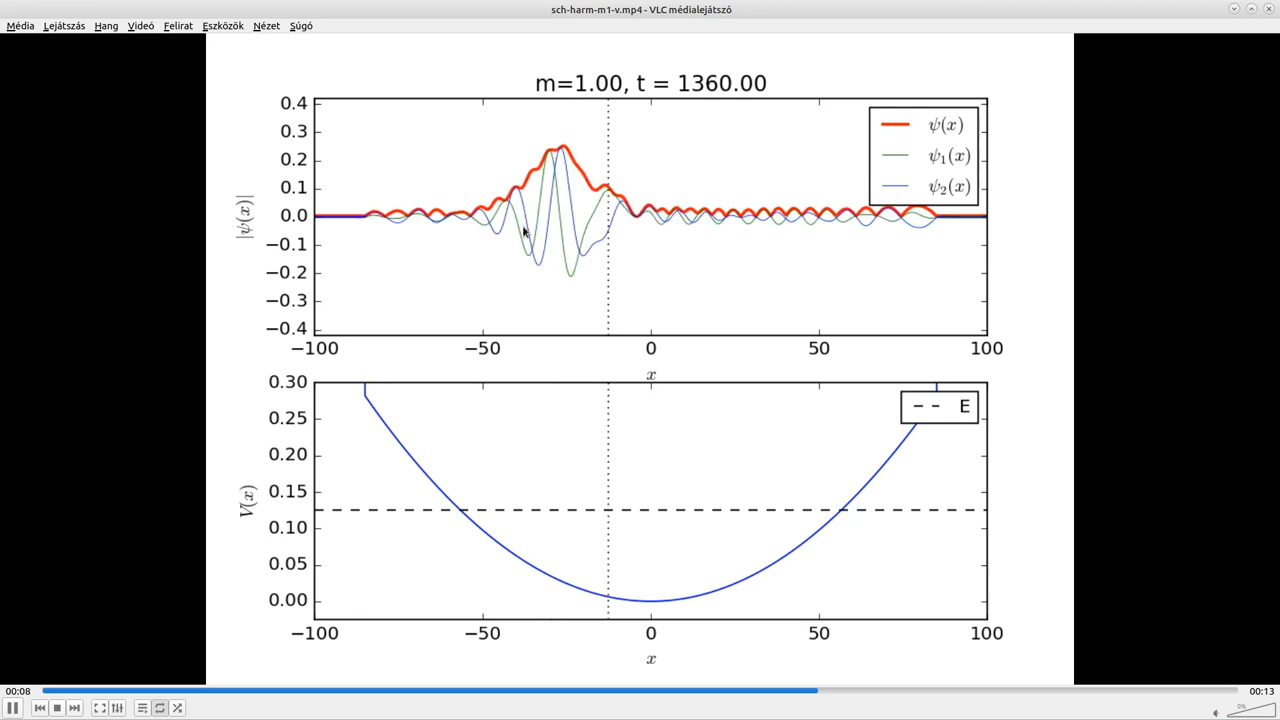 sch-harm-m1-v.mp4 - VLC médialejátszó
Média Lejátszás Hang Videó Felirat Eszközök Nézet Súgó
m=1.00, t = 1360.00
0.4
0.3
0.2
0.1
0.0
−0.1
−0.2
−0.3
−0.4
|ψ(x)|
ψ(x)
ψ₁(x)
ψ₂(x)
−100 −50 0 50 100
x
0.30
0.25
0.20
0.15
0.10
0.05
0.00
V(x)
E
−100 −50 0 50 100
x
00:08 00:13
0%